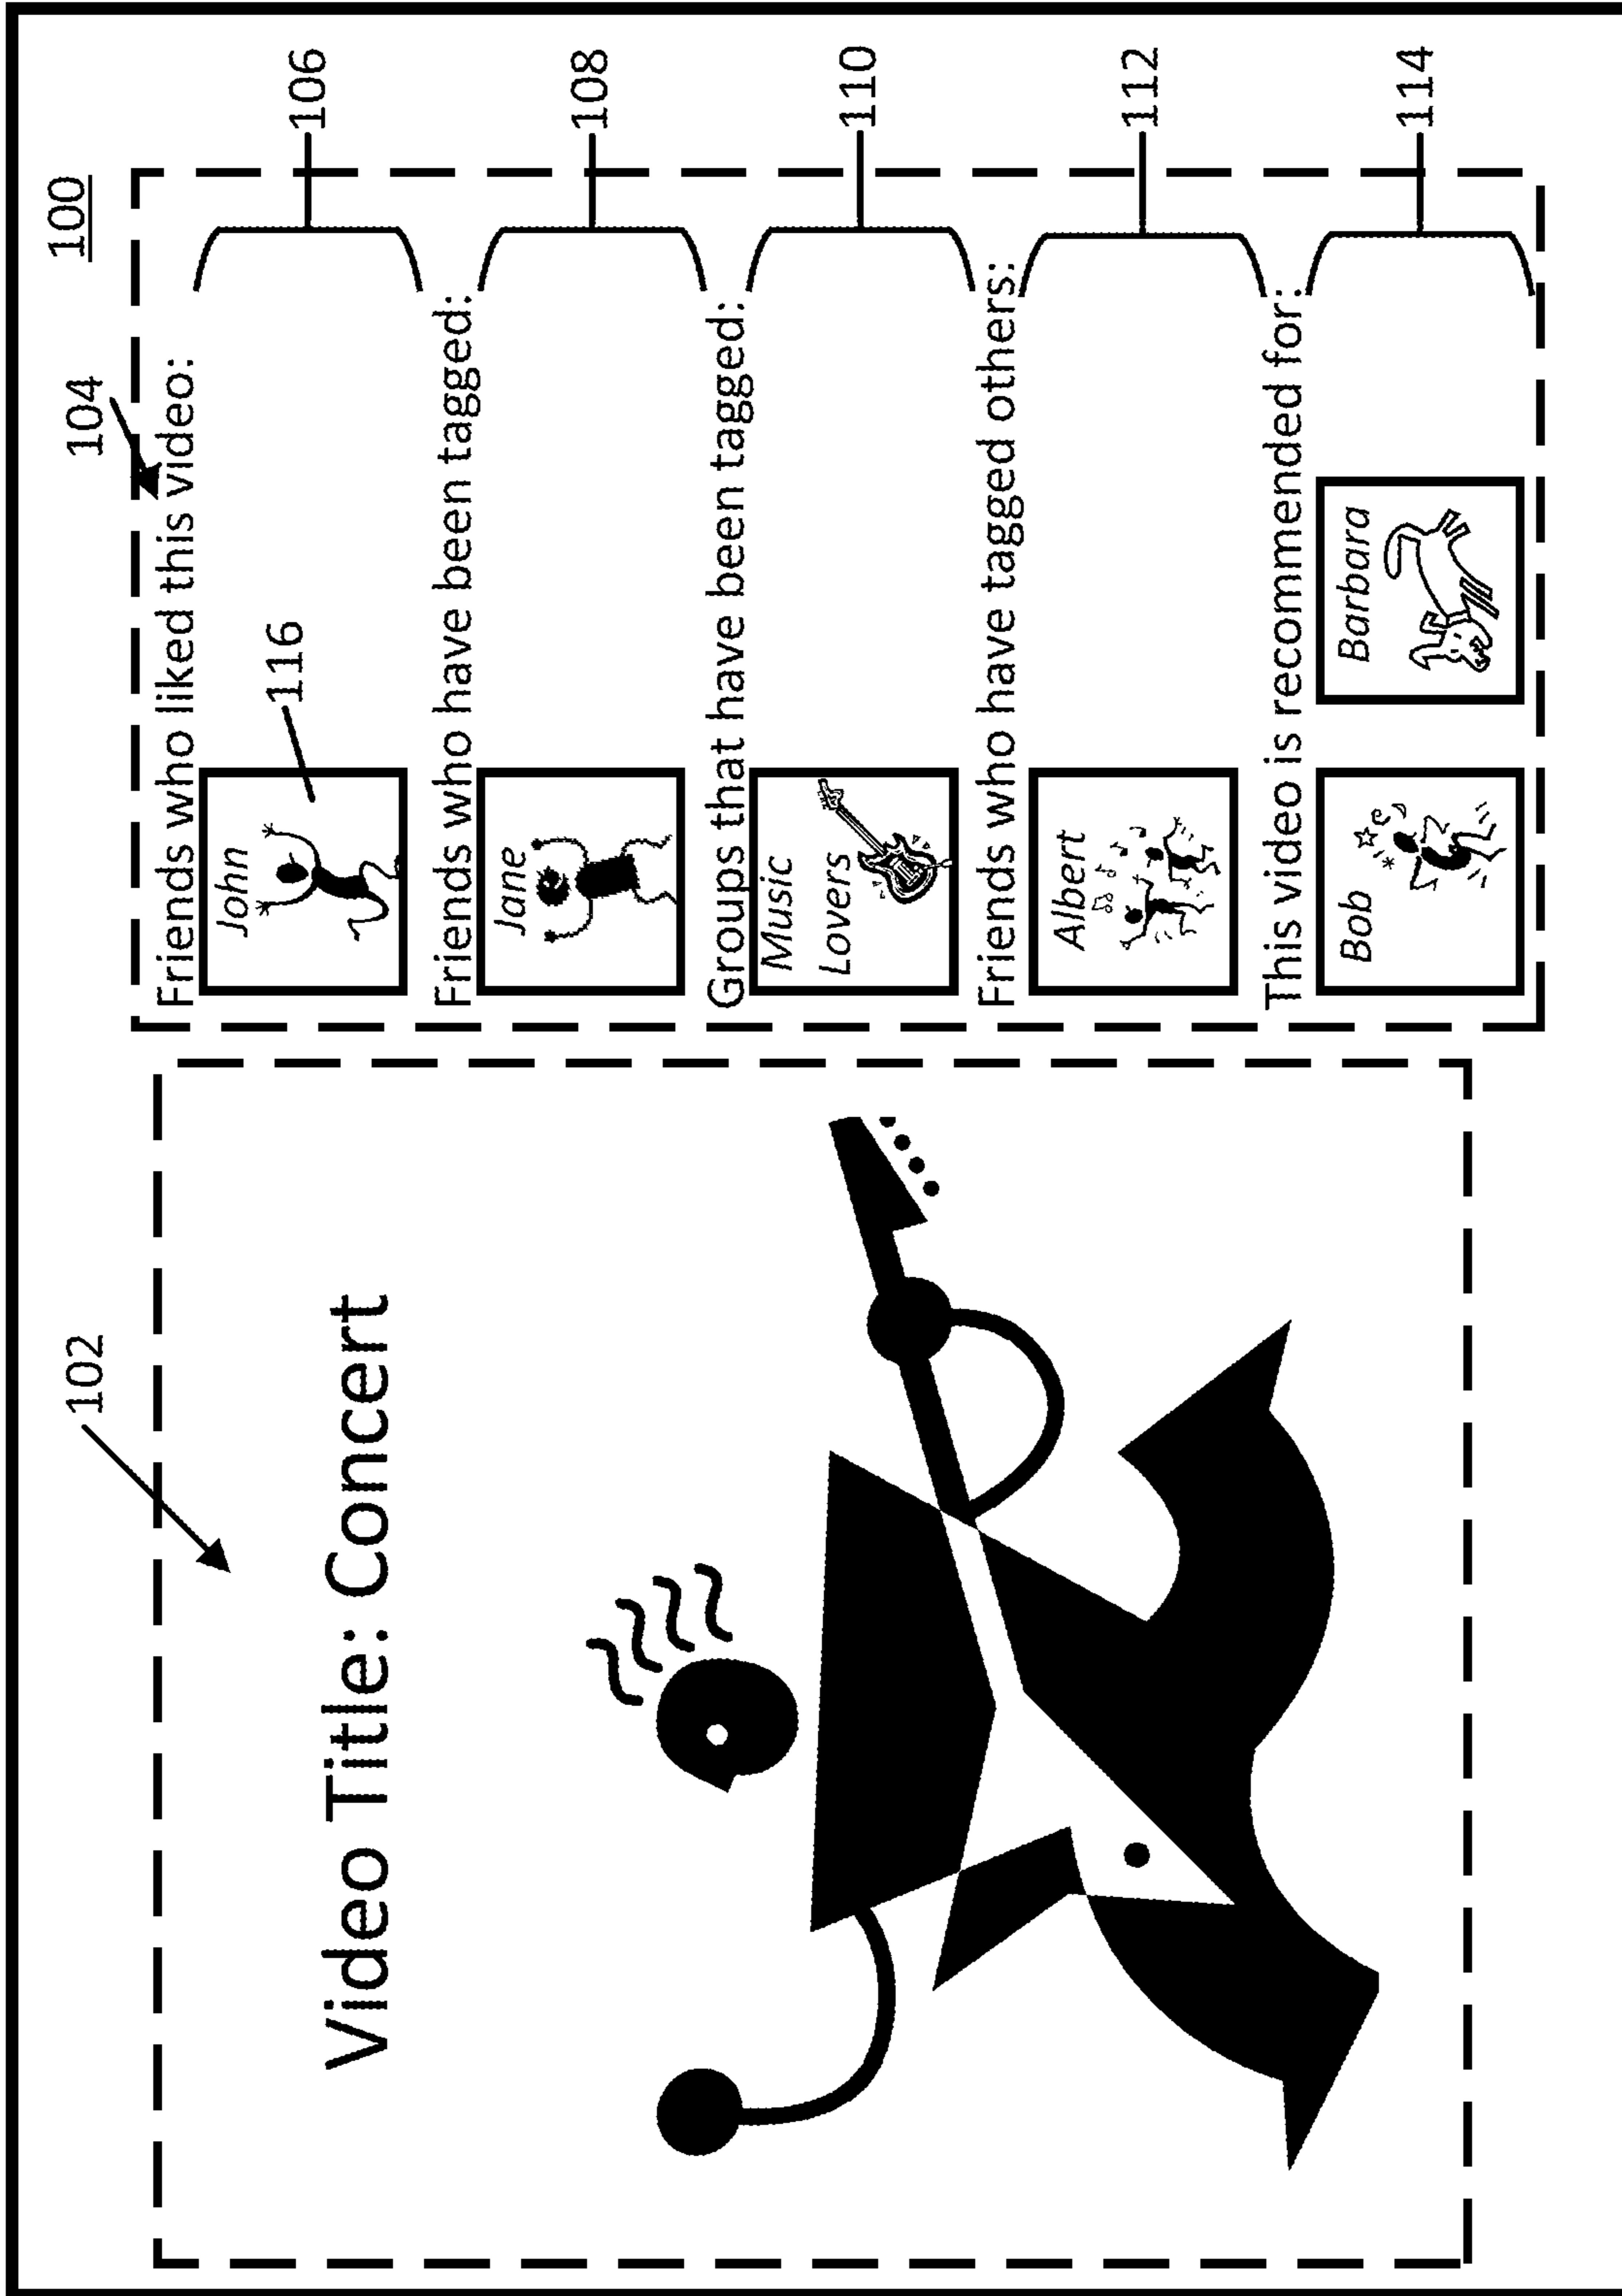 100
102
Video Title: Concert
104
Friends who liked this video:
John
116
106
Friends who have been tagged:
Jane
108
Groups that have been tagged:
Music
Lovers
110
Friends who have tagged others:
Albert
112
This video is recommended for:
Bob
Barbara
114